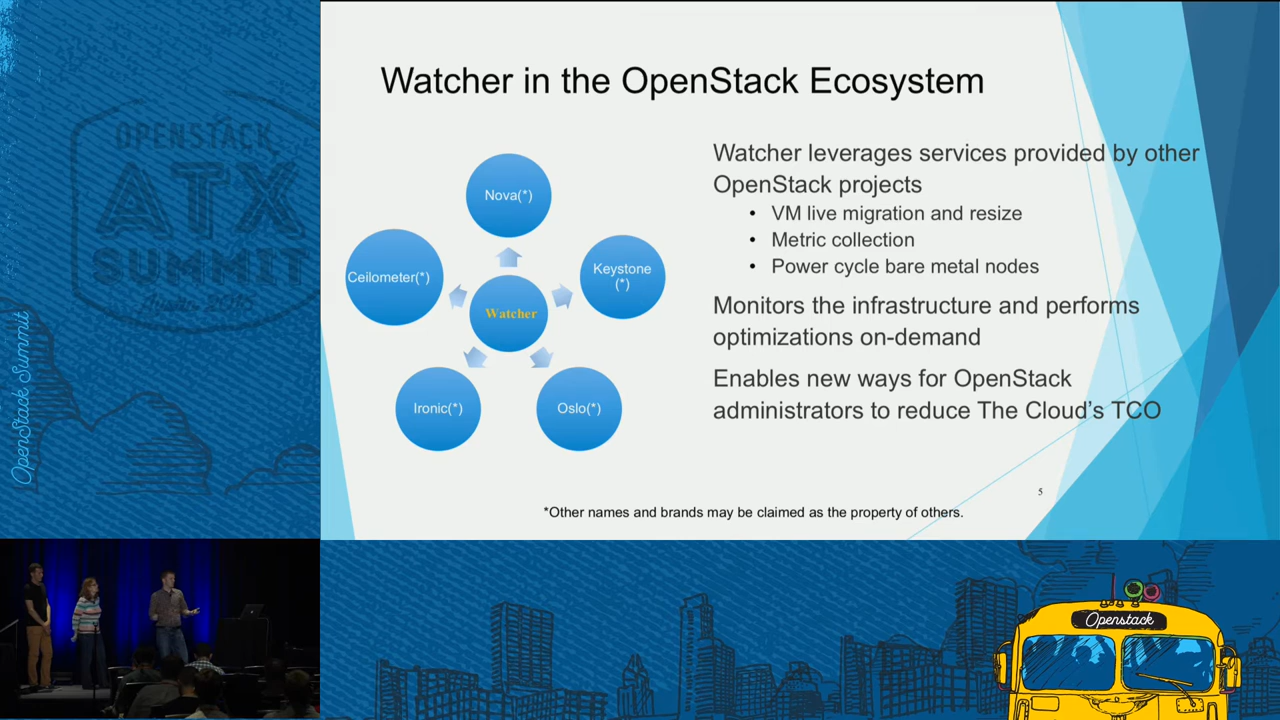 OPENSTACK
ATX
SUMMIT
Austin 2016
OpenStack Summit
Watcher in the OpenStack Ecosystem
Nova(*)
Ceilometer(*)
Keystone
(*)
Watcher
Ironic(*)
Oslo(*)
Watcher leverages services provided by other
OpenStack projects
• VM live migration and resize
• Metric collection
• Power cycle bare metal nodes
Monitors the infrastructure and performs
optimizations on-demand
Enables new ways for OpenStack
administrators to reduce The Cloud's TCO
5
*Other names and brands may be claimed as the property of others.
Openstack